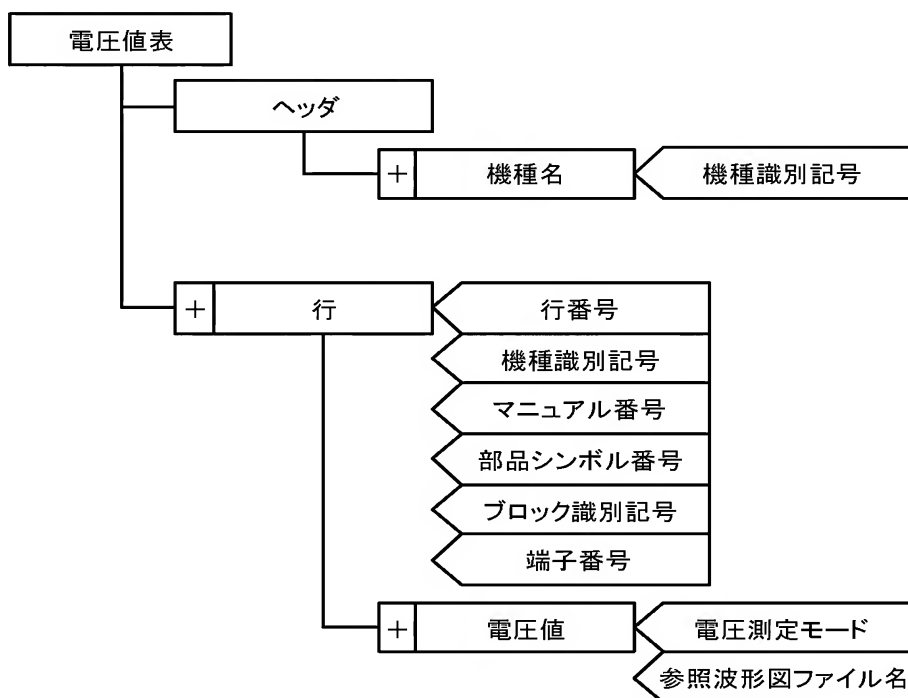 電圧値表
ヘッダ
+
機種名
機種識別記号
+
行
行番号
機種識別記号
マニュアル番号
部品シンボル番号
ブロック識別記号
端子番号
+
電圧値
電圧測定モード
参照波形図ファイル名